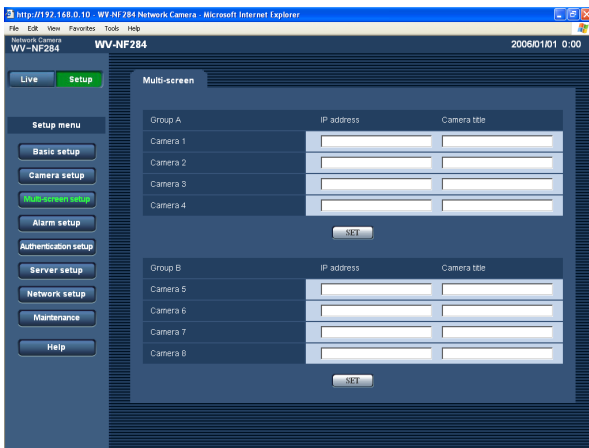 http://192.168.0.10 - WV-NF284 Network Camera - Microsoft Internet Explorer
File Edit View Favorites Tools Help
Network Camera
WV-NF284
WV-NF284
2006/01/01 0:00
Live
Setup
Multi-screen
Setup menu
Basic setup
Camera setup
Multi-screen setup
Alarm setup
Authentication setup
Server setup
Network setup
Maintenance
Help
Group A IP address Camera title
Camera 1
Camera 2
Camera 3
Camera 4
SET
Group B IP address Camera title
Camera 5
Camera 6
Camera 7
Camera 8
SET